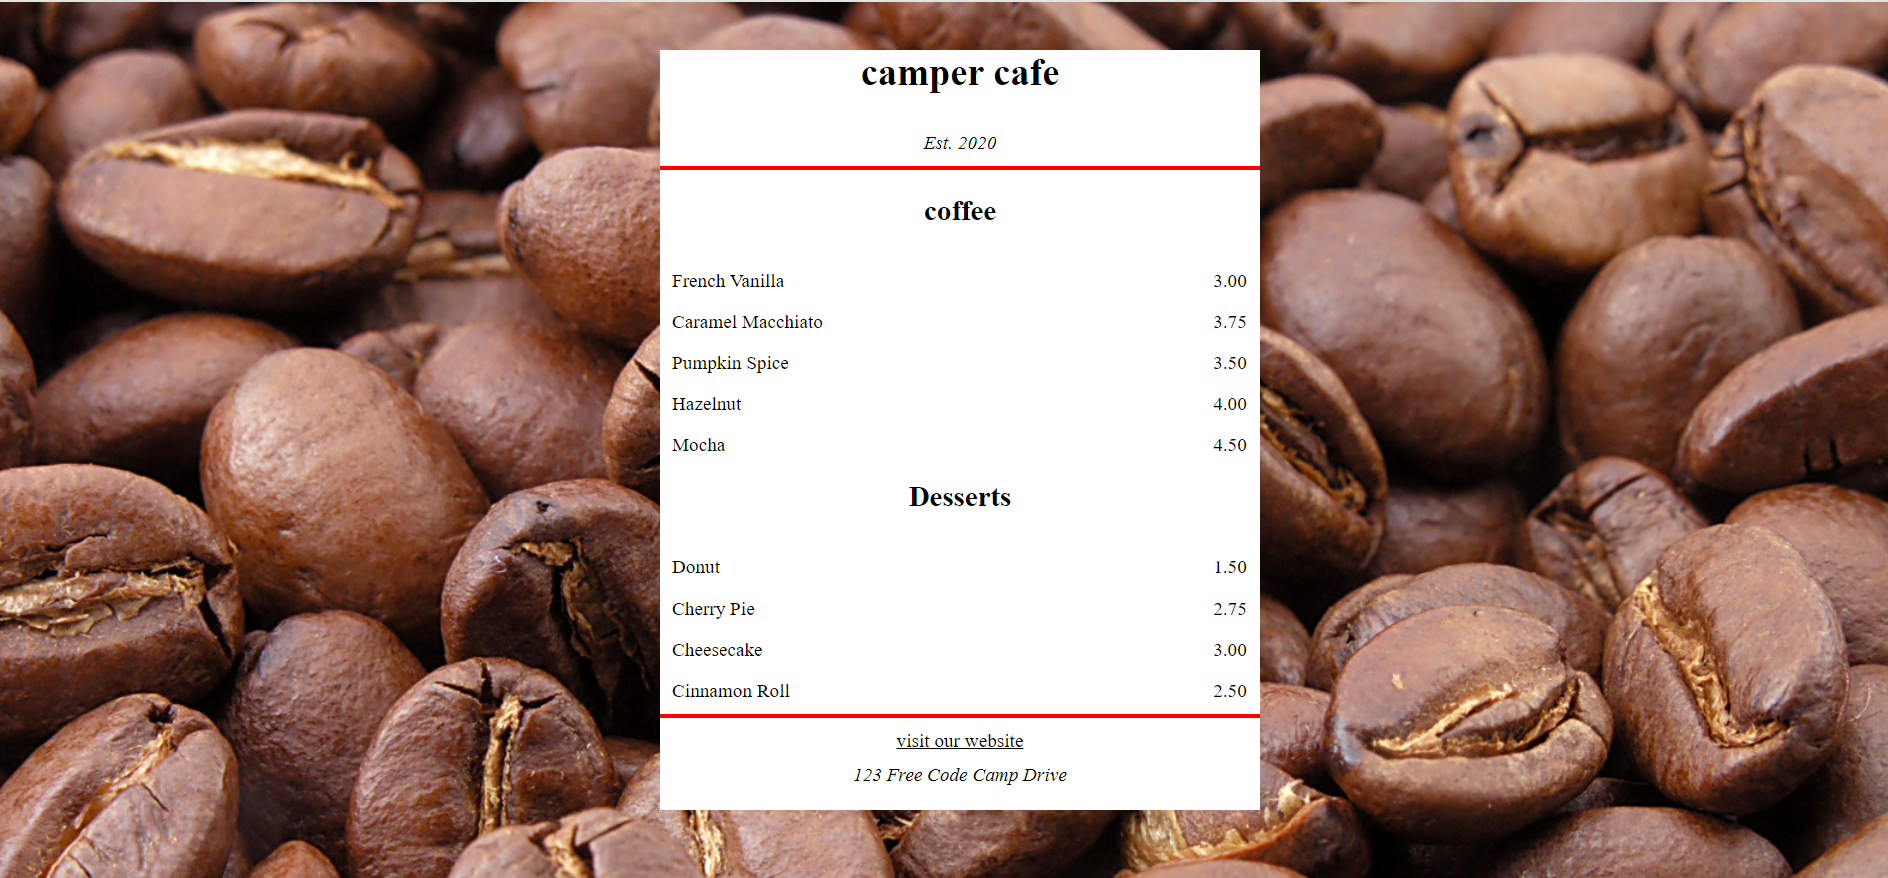 camper cafe
Est. 2020
coffee
French Vanilla 3.00
Caramel Macchiato 3.75
Pumpkin Spice 3.50
Hazelnut 4.00
Mocha 4.50
Desserts
Donut 1.50
Cherry Pie 2.75
Cheesecake 3.00
Cinnamon Roll 2.50
visit our website
123 Free Code Camp Drive